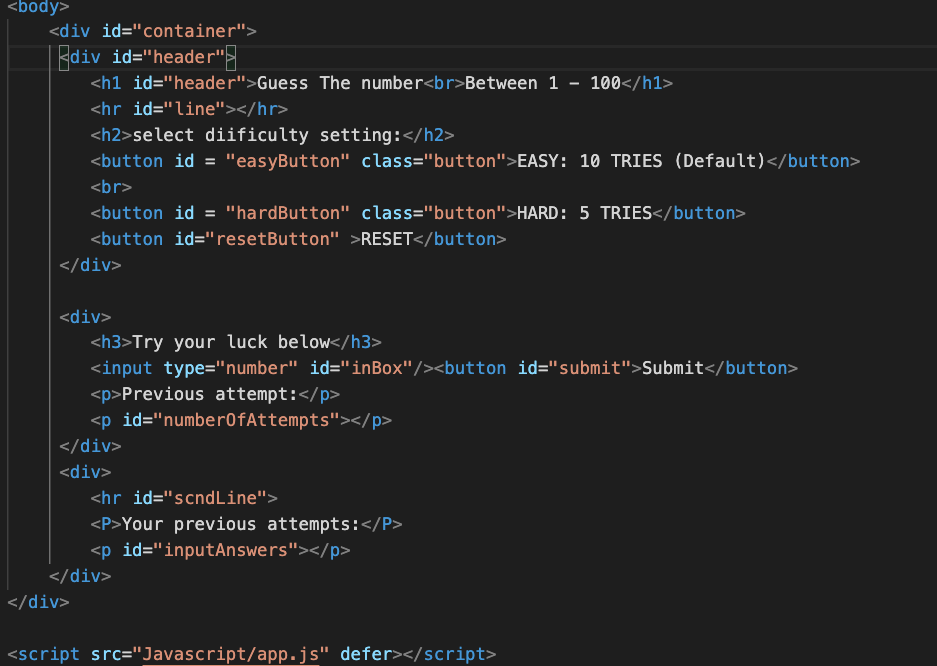 <body>
<div id="container">
<div id="header">
<h1 id="header">Guess The number<br>Between 1 - 100</h1>
<hr id="line"></hr>
<h2>select diificulty setting:</h2>
<button id = "easyButton" class="button">EASY: 10 TRIES (Default)</button>
<br>
<button id = "hardButton" class="button">HARD: 5 TRIES</button>
<button id="resetButton" >RESET</button>
</div>
<div>
<h3>Try your luck below</h3>
<input type="number" id="inBox"/><button id="submit">Submit</button>
<p>Previous attempt:</p>
<p id="numberOfAttempts"></p>
</div>
<div>
<hr id="scndLine">
<P>Your previous attempts:</P>
<p id="inputAnswers"></p>
</div>
</div>
<script src="Javascript/app.js" defer></script>